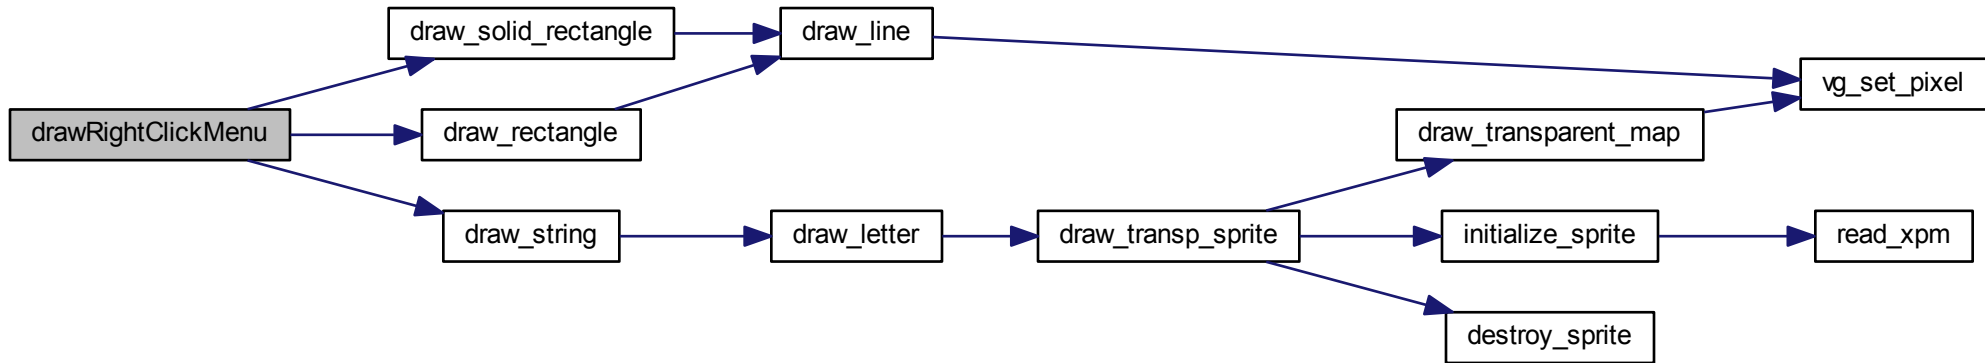 drawRightClickMenu
draw_solid_rectangle
draw_rectangle
draw_string
draw_line
draw_letter
draw_transp_sprite
draw_transparent_map
initialize_sprite
destroy_sprite
vg_set_pixel
read_xpm